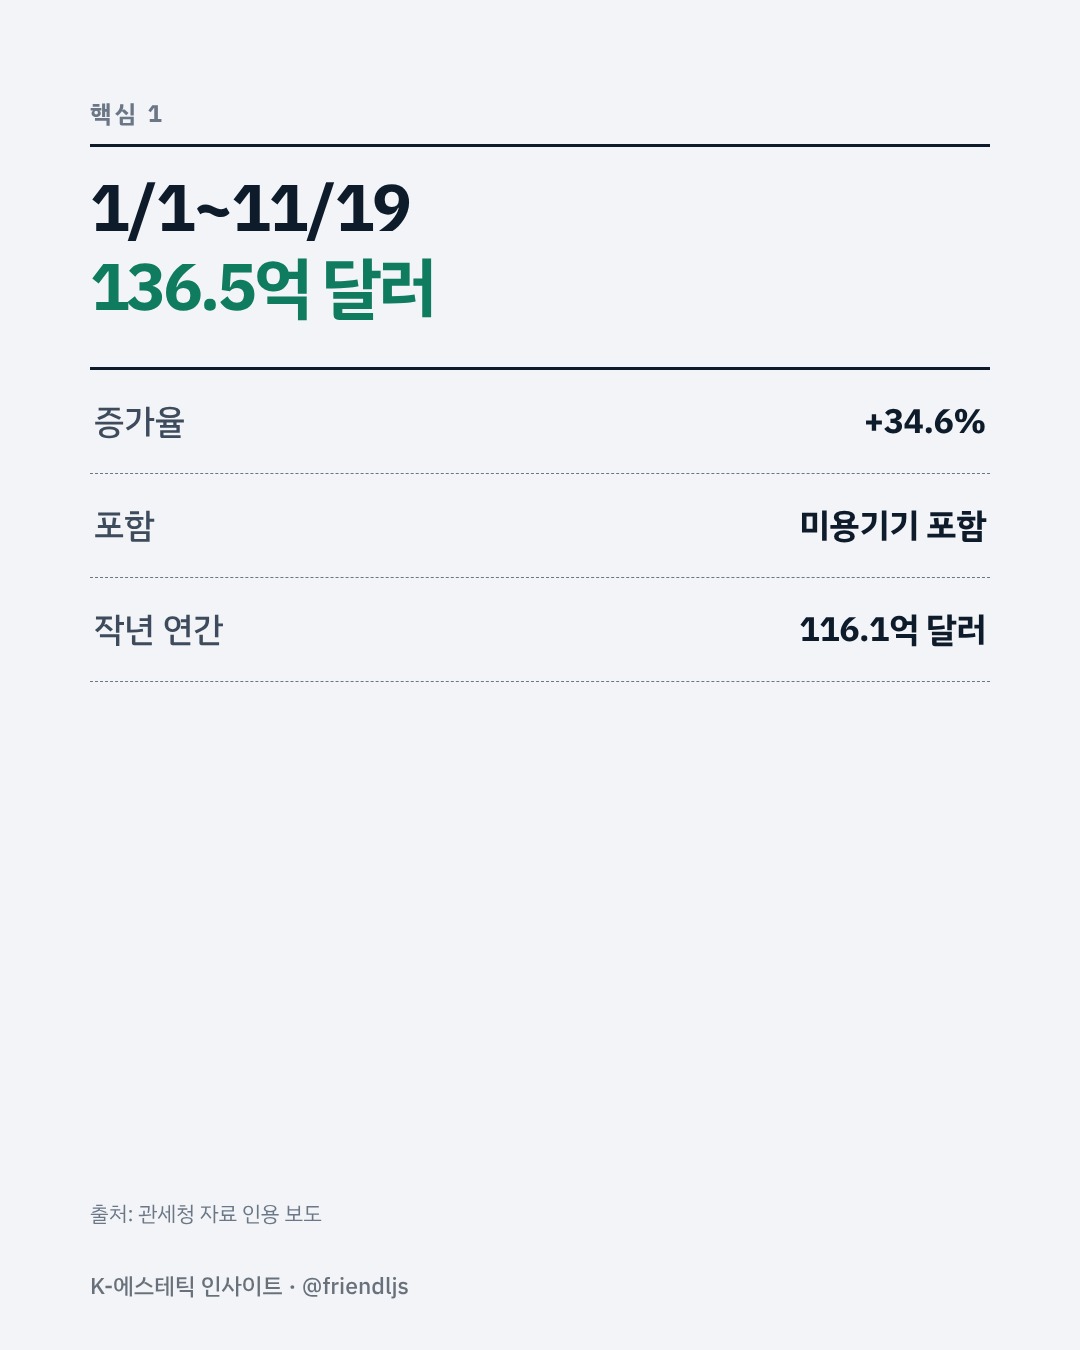 핵심 1
1/1~11/19
136.5억 달러
증가율 +34.6%
포함 미용기기 포함
작년 연간 116.1억 달러
출처: 관세청 자료 인용 보도
K-에스테틱 인사이트 · @friendljs